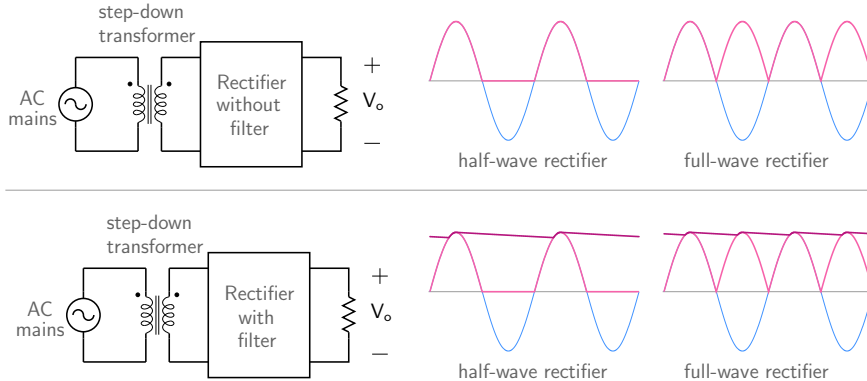 step-down
transformer
AC
mains
Rectifier
without
filter
+
Vo
−
half-wave rectifier
full-wave rectifier
step-down
transformer
AC
mains
Rectifier
with
filter
+
Vo
−
half-wave rectifier
full-wave rectifier